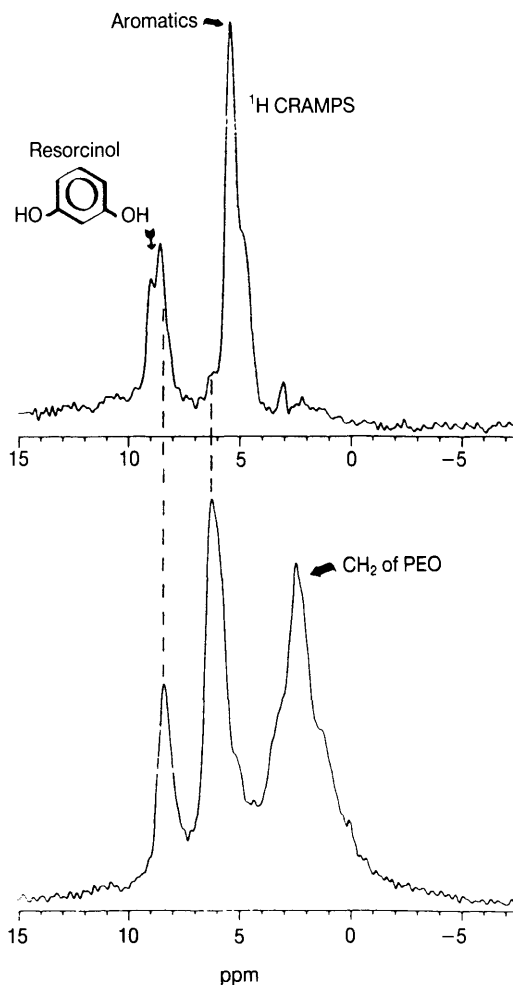 Aromatics
¹H CRAMPS
Resorcinol
HO OH
15 10 5 0 −5
CH₂ of PEO
15 10 5 0 −5
ppm